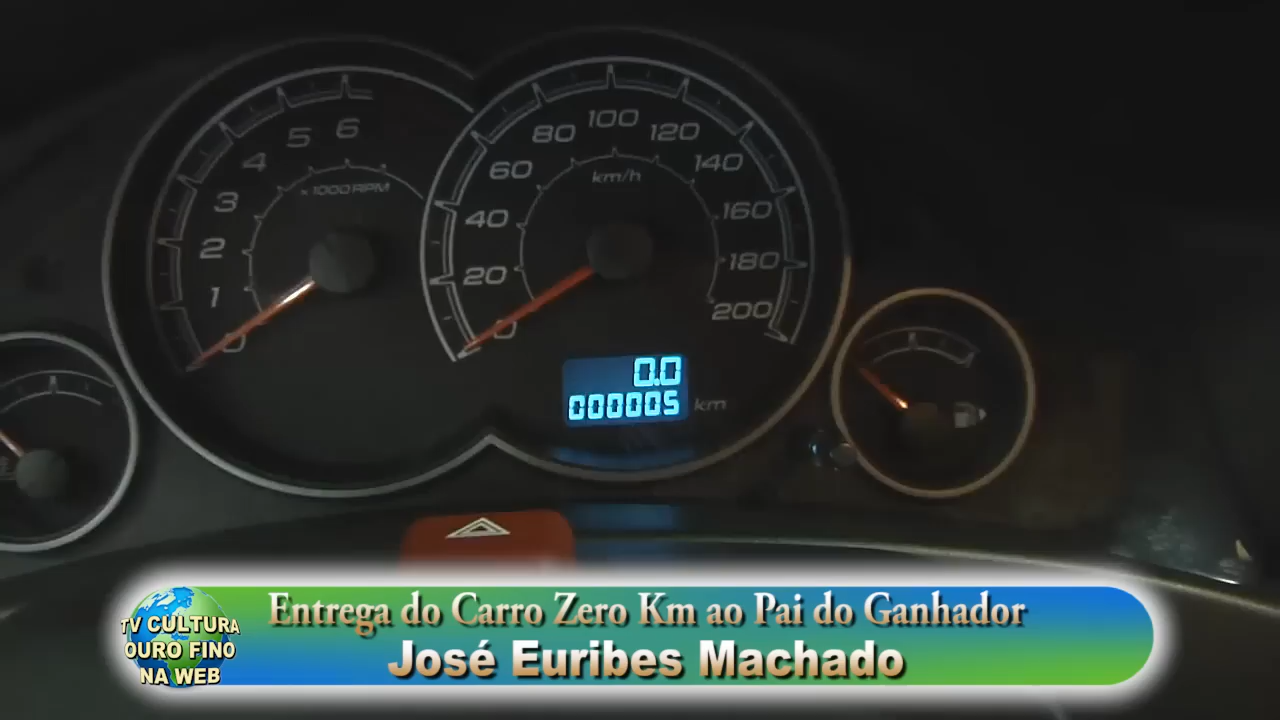 6
5
4
3
2
1
0
x 1000 RPM
100
80
120
60
140
km/h
40
160
20
180
0
200
0.0
000005 km
Entrega do Carro Zero Km ao Pai do Ganhador
José Euribes Machado
TV CULTURA
OURO FINO
NA WEB